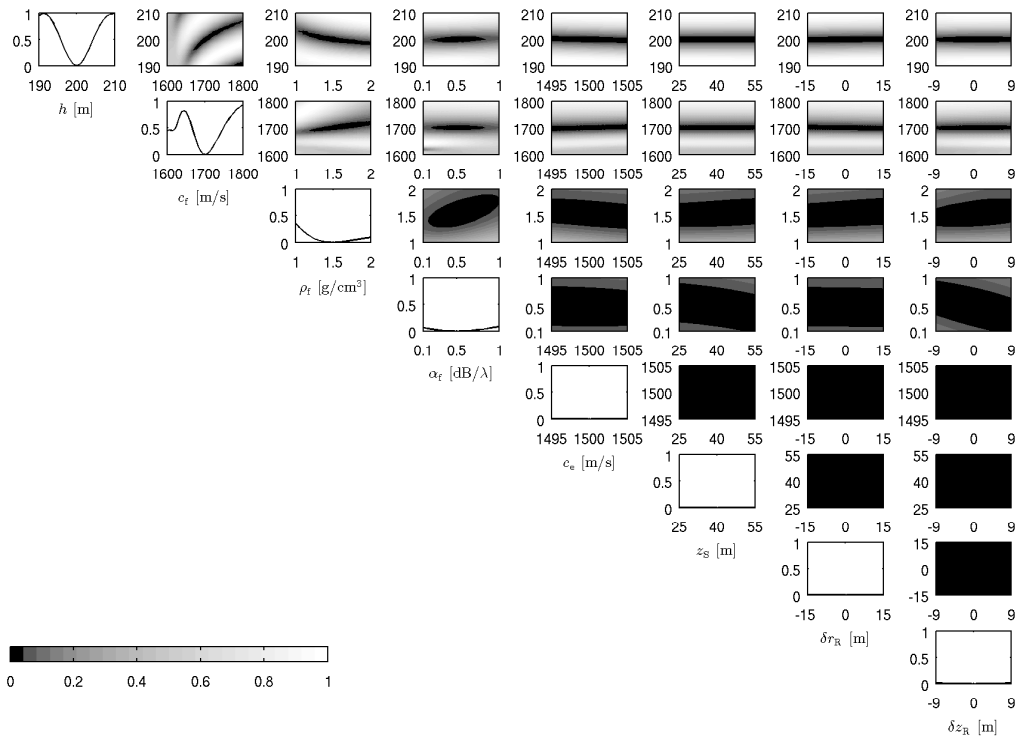 1 0.5 0 210 200 190 210 200 190 210 200 190 210 200 190 210 200 190 210 200 190 210 200 190
190 200 210 1600 1700 1800 1 1.5 2 0.1 0.5 1 1495 1500 1505 25 40 55 -15 0 15 -9 0 9
h [m]
1 0.5 0 1800 1700 1600 1800 1700 1600 1800 1700 1600 1800 1700 1600 1800 1700 1600 1800 1700 1600
1600 1700 1800 1 1.5 2 0.1 0.5 1 1495 1500 1505 25 40 55 -15 0 15 -9 0 9
c_f [m/s]
1 0.5 0 2 1.5 1 2 1.5 1 2 1.5 1 2 1.5 1 2 1.5 1
1 1.5 2 0.1 0.5 1 1495 1500 1505 25 40 55 -15 0 15 -9 0 9
ρ_f [g/cm³]
1 0.5 0 1 0.5 0.1 1 0.5 0.1 1 0.5 0.1 1 0.5 0.1
0.1 0.5 1 1495 1500 1505 25 40 55 -15 0 15 -9 0 9
α_f [dB/λ]
1 0.5 0 1505 1500 1495 1505 1500 1495 1505 1500 1495
1495 1500 1505 25 40 55 -15 0 15 -9 0 9
c_e [m/s]
1 0.5 0 55 40 25 55 40 25
25 40 55 -15 0 15 -9 0 9
z_S [m]
1 0.5 0 15 0 -15
-15 0 15 -9 0 9
δr_R [m]
1 0.5 0
-9 0 9
δz_R [m]
0 0.2 0.4 0.6 0.8 1